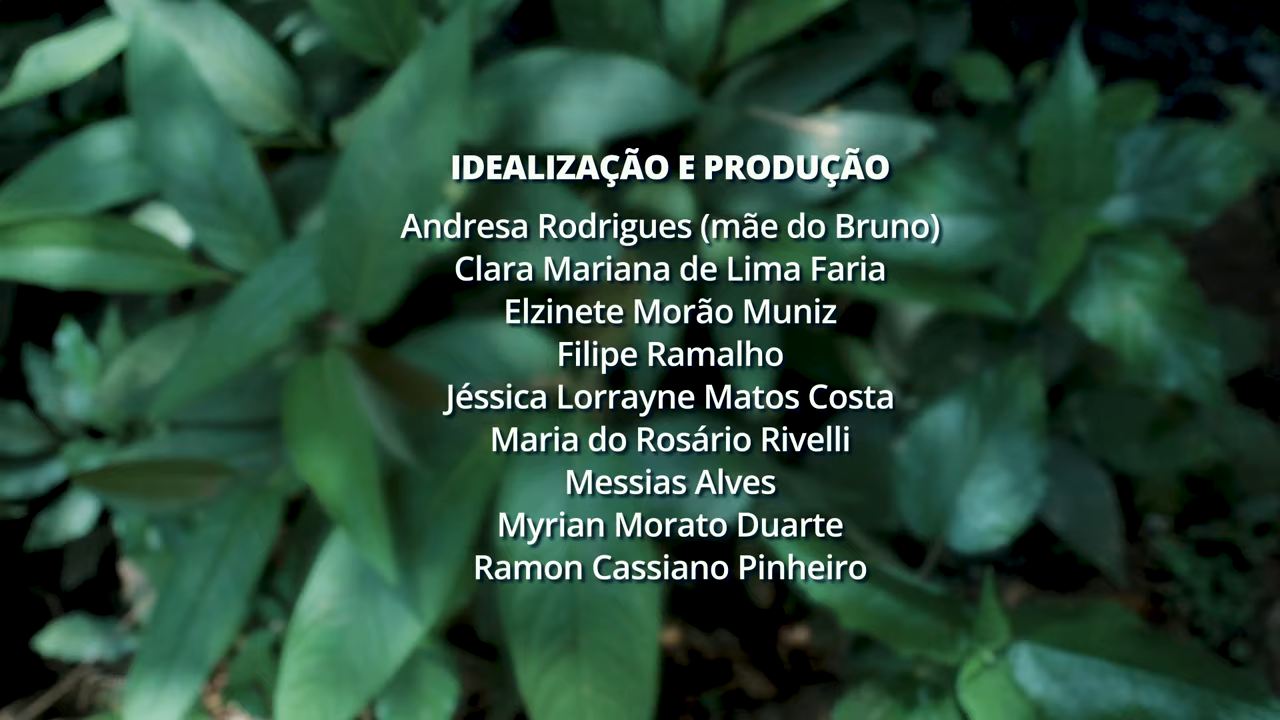 IDEALIZAÇÃO E PRODUÇÃO
Andresa Rodrigues (mãe do Bruno)
Clara Mariana de Lima Faria
Elzinete Morão Muniz
Filipe Ramalho
Jéssica Lorrayne Matos Costa
Maria do Rosário Rivelli
Messias Alves
Myrian Morato Duarte
Ramon Cassiano Pinheiro